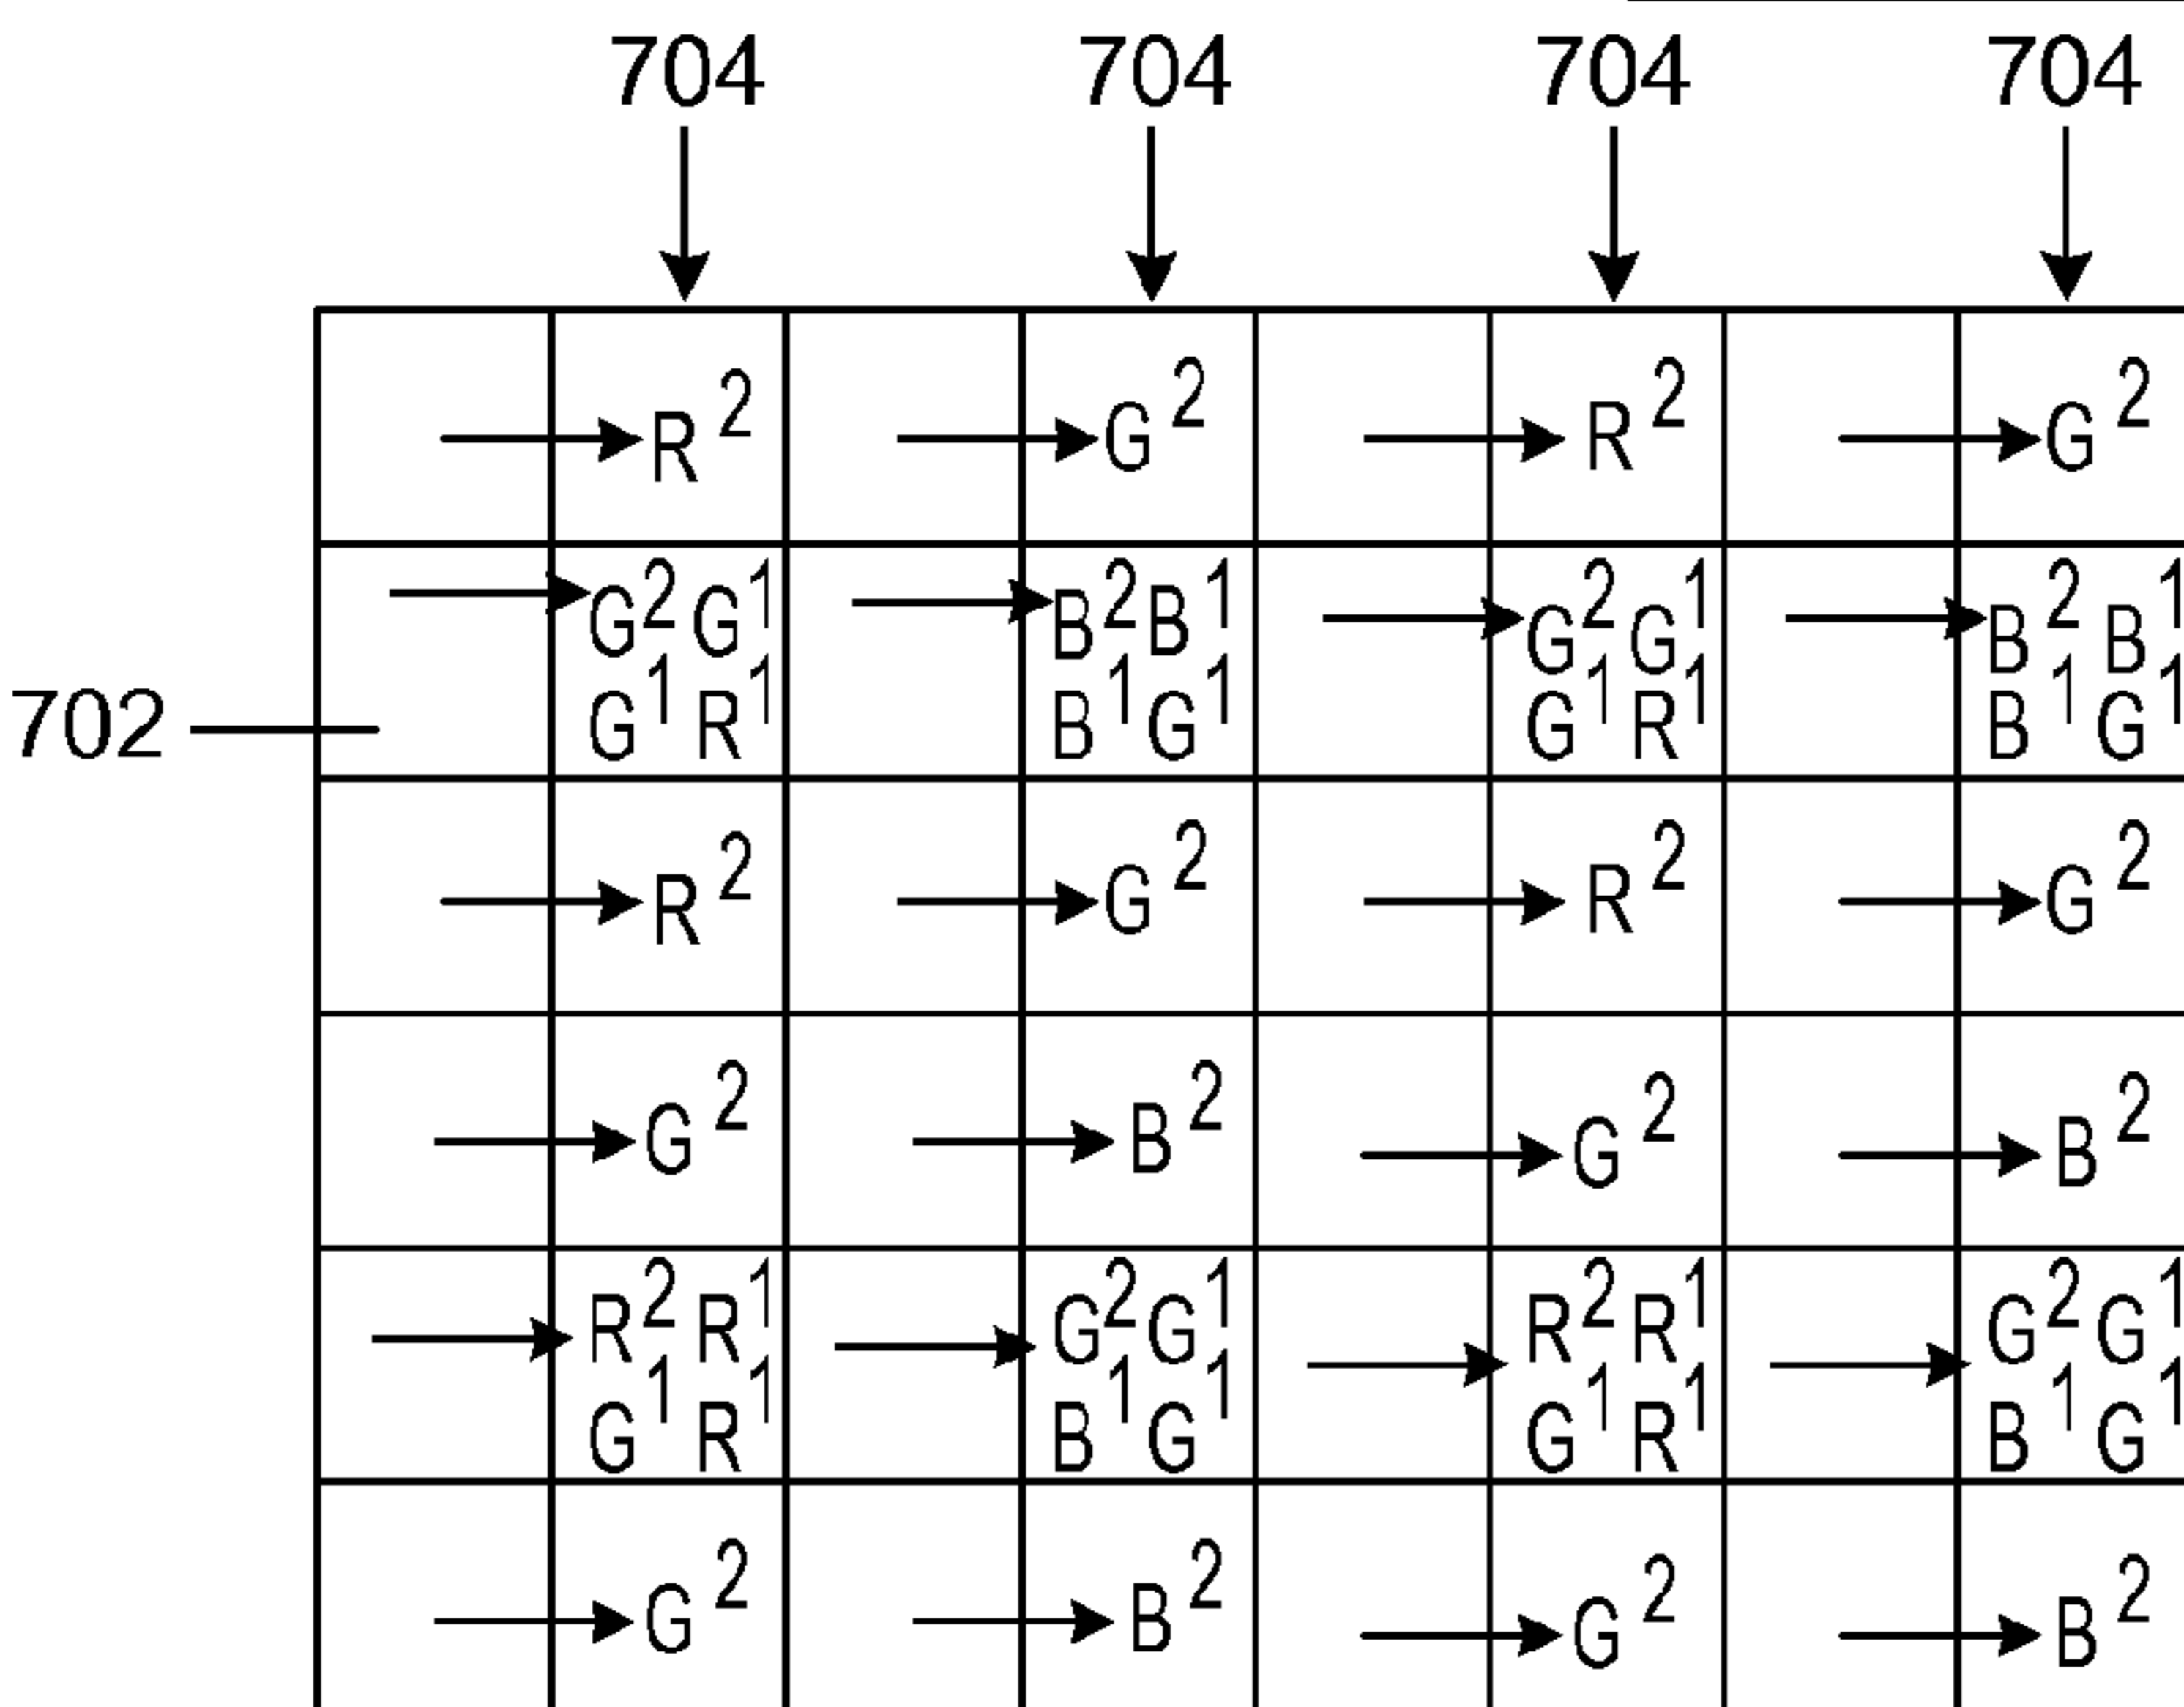 704 704 704 704
R² G² R² G²
G²G¹ B²B¹ G²G¹ B²B¹
G¹R¹ B¹G¹ G¹R¹ B¹G¹
702
R² G² R² G²
G² B² G² B²
R²R¹ G²G¹ R²R¹ G²G¹
G¹R¹ B¹G¹ G¹R¹ B¹G¹
G² B² G² B²